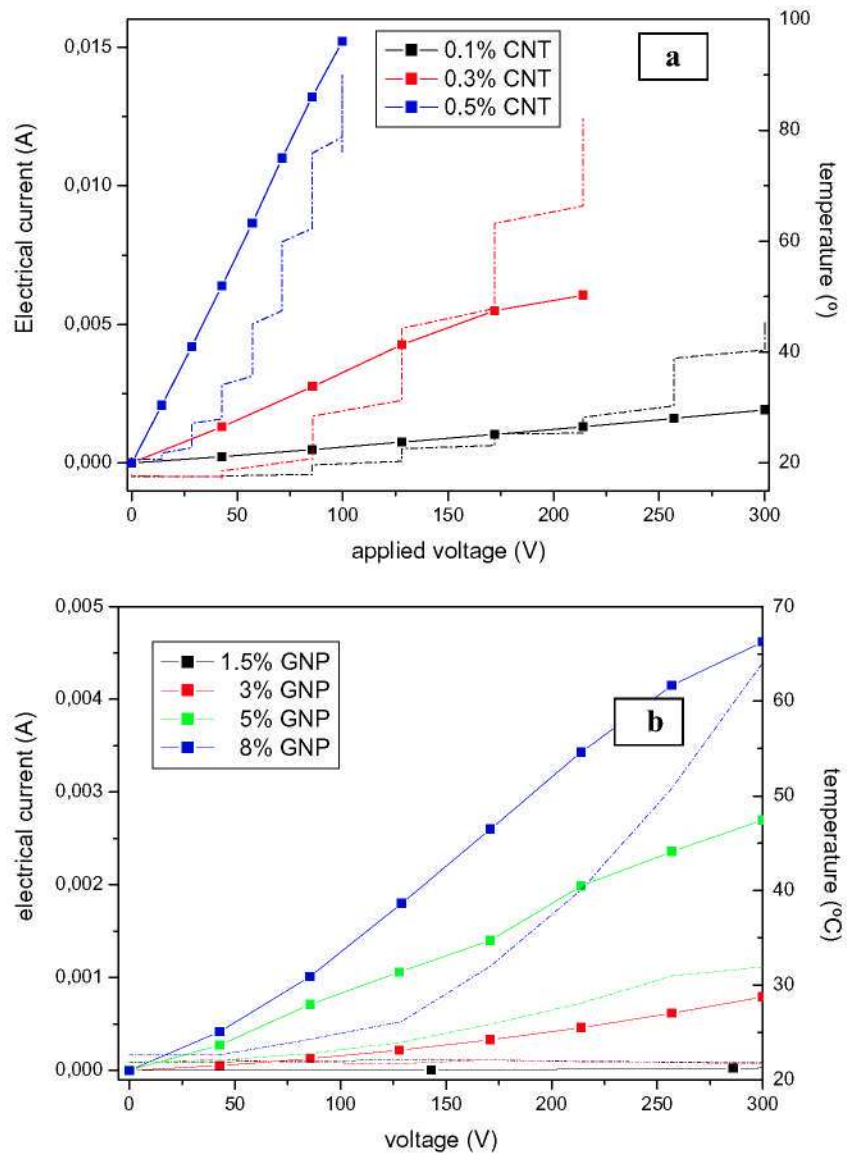 a
0.1% CNT
0.3% CNT
0.5% CNT
0,015
0,010
0,005
0,000
Electrical current (A)
100
80
60
40
20
temperature (º)
0
50
100
150
200
250
300
applied voltage (V)
b
1.5% GNP
3% GNP
5% GNP
8% GNP
0,005
0,004
0,003
0,002
0,001
0,000
electrical current (A)
70
60
50
40
30
20
temperature (ºC)
0
50
100
150
200
250
300
voltage (V)